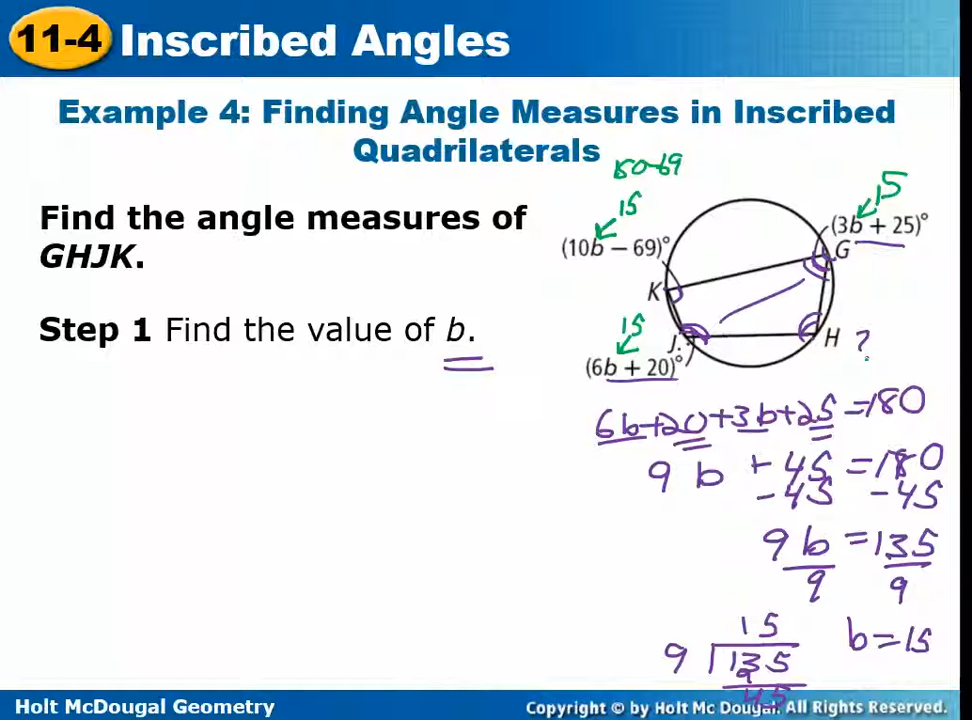 11-4 Inscribed Angles
Example 4: Finding Angle Measures in Inscribed
Quadrilaterals
Find the angle measures of
GHJK.
Step 1 Find the value of b.
150-69
15
(10b − 69)°
15
(3b + 25)°
G
K
15
J
H
?
(6b + 20)°
6b+20+3b+25=180
9b + 45 =180
-45 -45
9b =135
9 9
15
9 135
45
b=15
Holt McDougal Geometry
Copyright © by Holt Mc Dougal. All Rights Reserved.